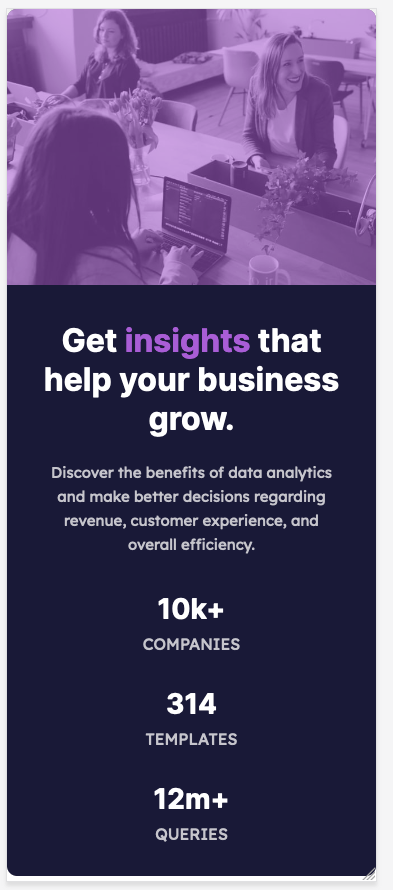 Get insights that
help your business
grow.
Discover the benefits of data analytics
and make better decisions regarding
revenue, customer experience, and
overall efficiency.
10k+
COMPANIES
314
TEMPLATES
12m+
QUERIES